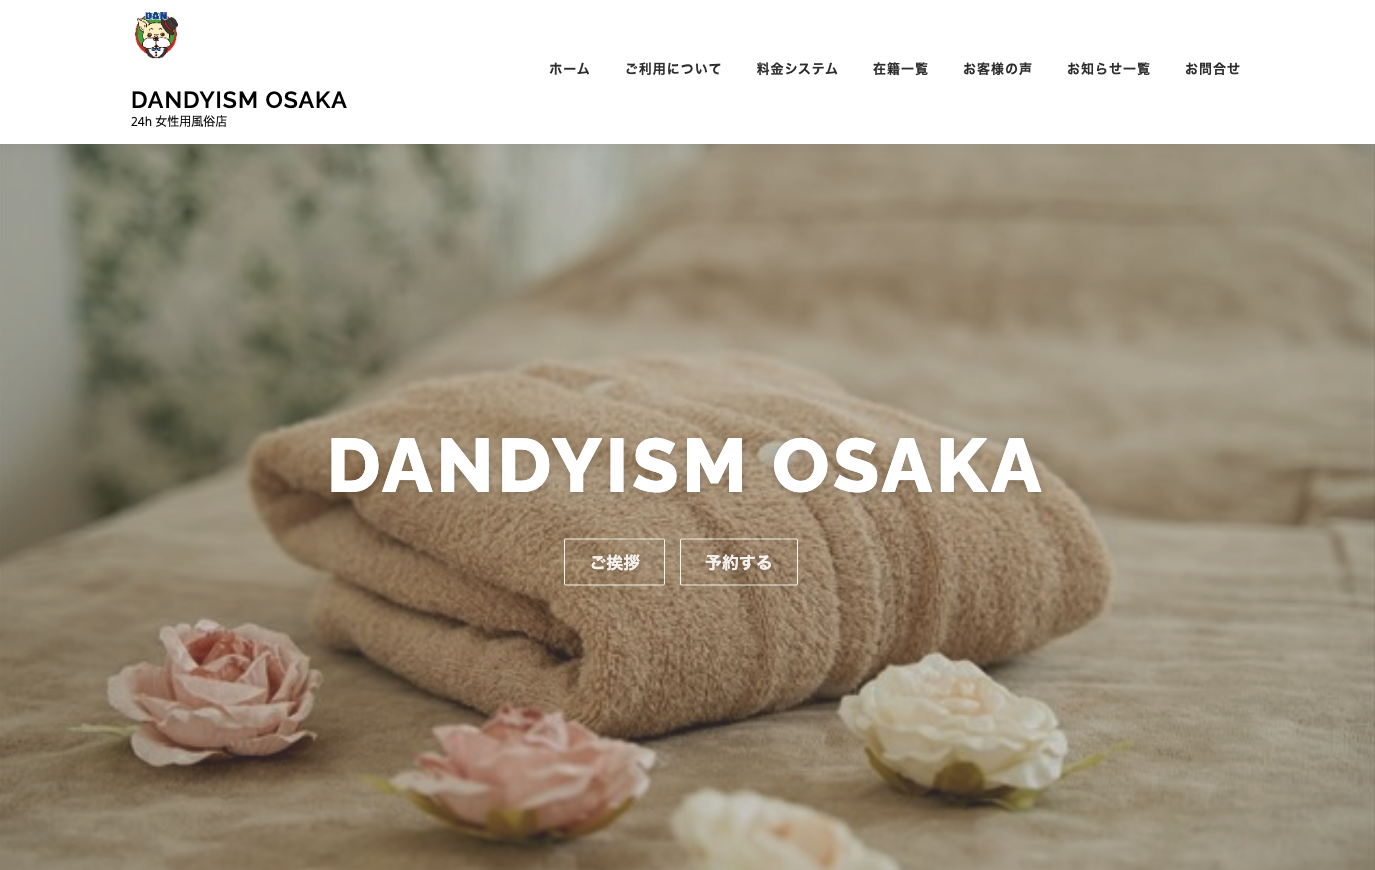 DAN
DANDYISM OSAKA
24h 女性用風俗店
ホーム ご利用について 料金システム 在籍一覧 お客様の声 お知らせ一覧 お問合せ
DANDYISM OSAKA
ご挨拶 予約する